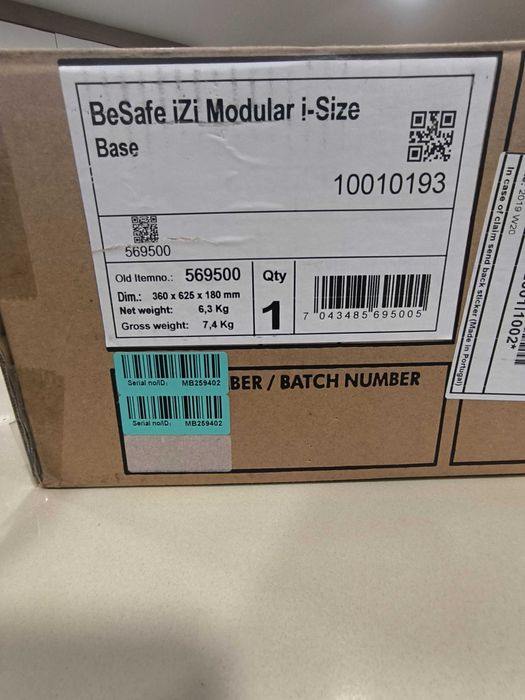 BeSafe iZi Modular i-Size
Base
10010193
569500
Old Itemno.: 569500
Dim.: 360 x 625 x 180 mm
Net weight: 6,3 Kg
Gross weight: 7,4 Kg
Qty
1
7 043485 695005
BER / BATCH NUMBER
Serial no/ID: MB259402
Serial no/ID: MB259402
2019 W20
In case of claim send back sticker (Made in Portugal)